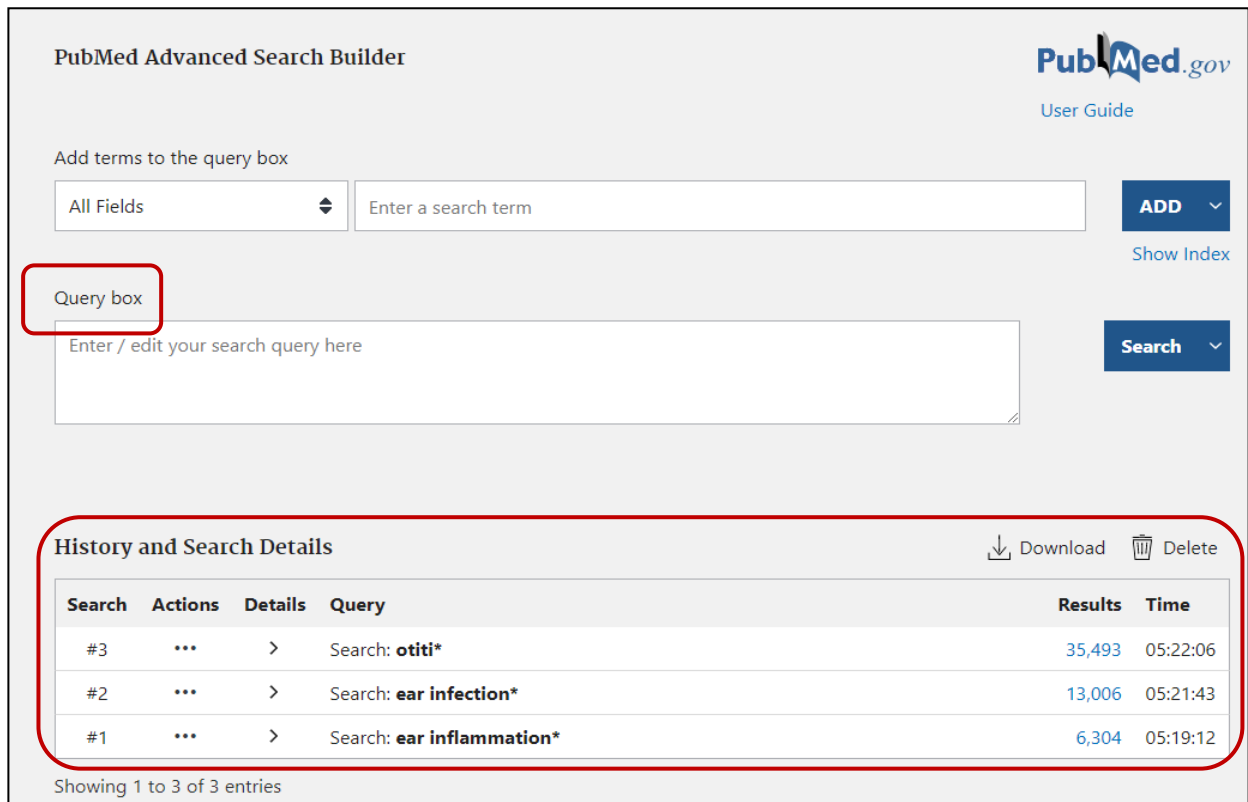 PubMed Advanced Search Builder
PubMed.gov
User Guide
Add terms to the query box
All Fields
Enter a search term
ADD
Show Index
Query box
Enter / edit your search query here
Search
History and Search Details
Download
Delete
Search Actions Details Query Results Time
#3 ••• > Search: otiti* 35,493 05:22:06
#2 ••• > Search: ear infection* 13,006 05:21:43
#1 ••• > Search: ear inflammation* 6,304 05:19:12
Showing 1 to 3 of 3 entries